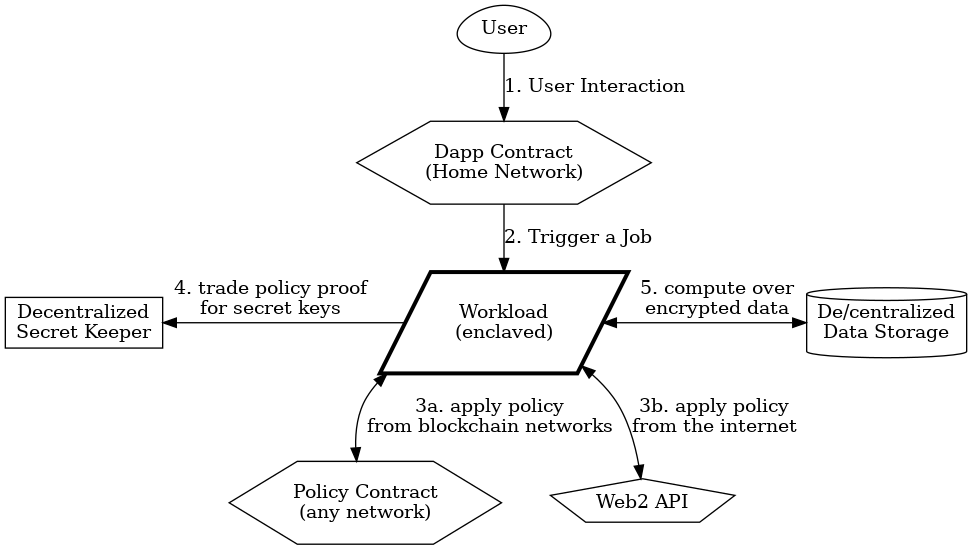 User
1. User Interaction
Dapp Contract
(Home Network)
2. Trigger a Job
4. trade policy proof
for secret keys
5. compute over
encrypted data
Decentralized
Secret Keeper
Workload
(enclaved)
De/centralized
Data Storage
3a. apply policy
from blockchain networks
3b. apply policy
from the internet
Policy Contract
(any network)
Web2 API